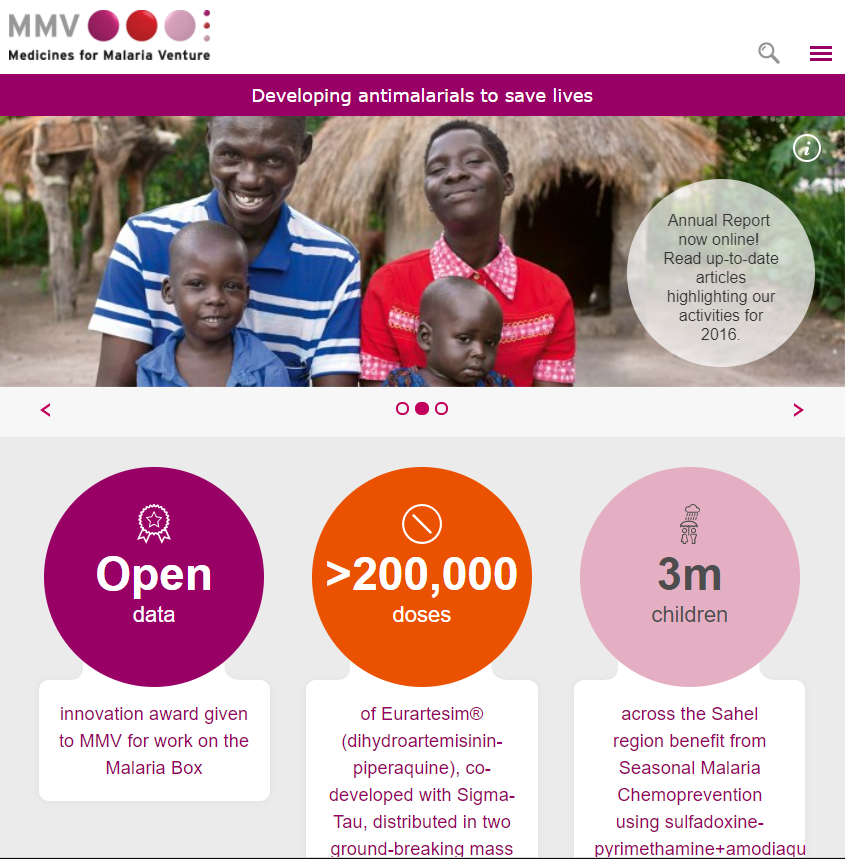 MMV
Medicines for Malaria Venture
Developing antimalarials to save lives
Annual Report
now online!
Read up-to-date
articles
highlighting our
activities for
2016.
Open
data
innovation award given
to MMV for work on the
Malaria Box
>200,000
doses
of Eurartesim®
(dihydroartemisinin-
piperaquine), co-
developed with Sigma-
Tau, distributed in two
ground-breaking mass
3m
children
across the Sahel
region benefit from
Seasonal Malaria
Chemoprevention
using sulfadoxine-
pyrimethamine+amodiaqu